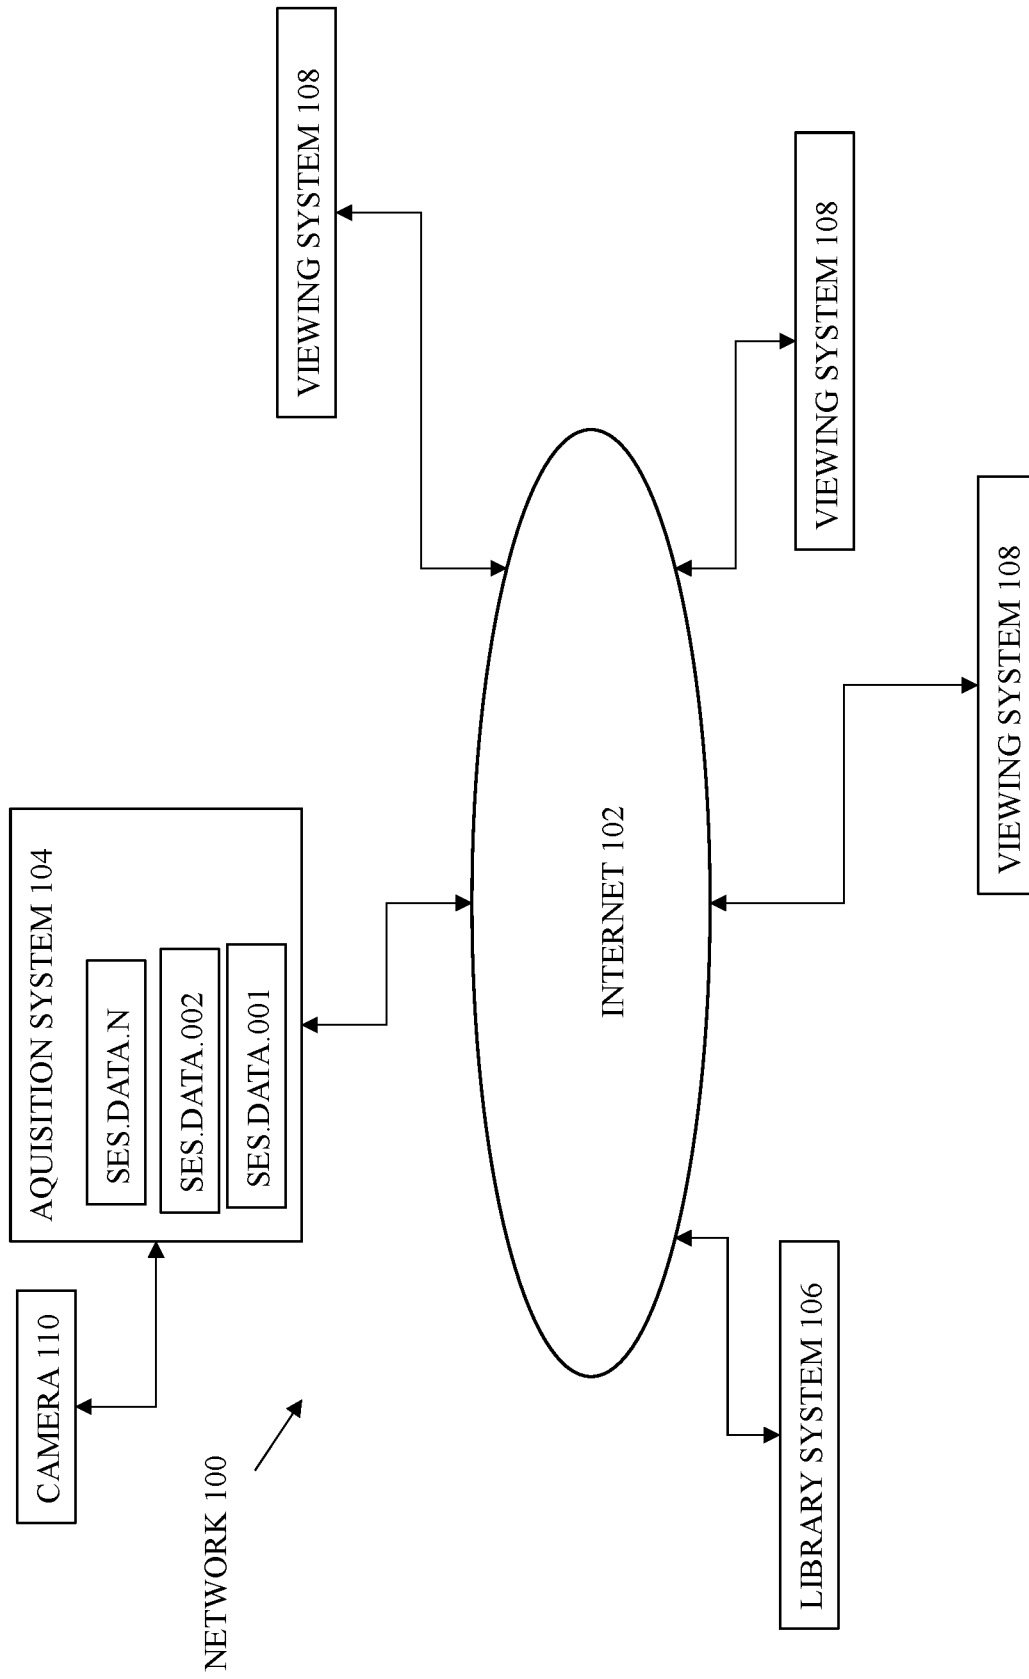 CAMERA 110
AQUISITION SYSTEM 104
SES.DATA.N
SES.DATA.002
SES.DATA.001
NETWORK 100
VIEWING SYSTEM 108
INTERNET 102
LIBRARY SYSTEM 106
VIEWING SYSTEM 108
VIEWING SYSTEM 108